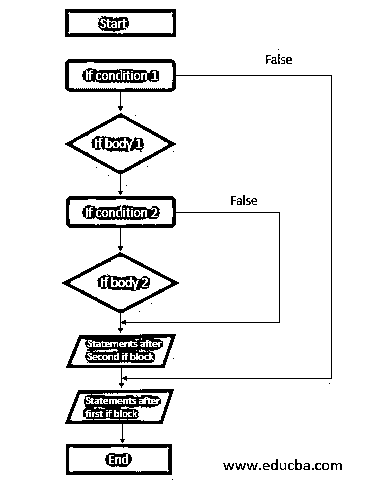 Start
False
If condition 1
If body 1
If condition 2
False
If body 2
Statements after
Second if block
Statements after
first if block
End
www.educba.com